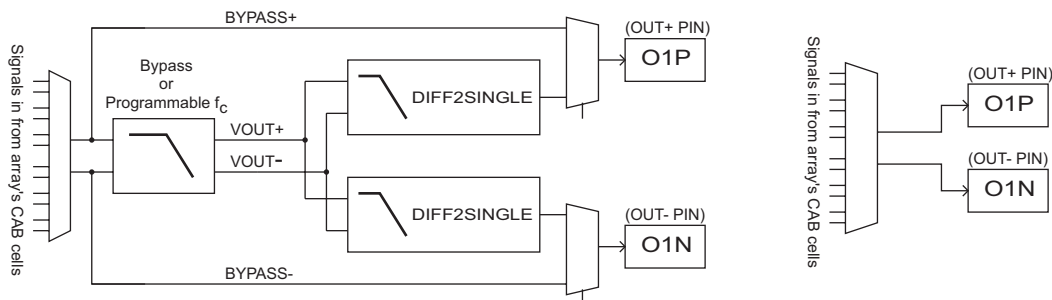 BYPASS+
(OUT+ PIN)
O1P
Signals in from array's CAB cells
Bypass
or
Programmable fC
VOUT+
VOUT-
DIFF2SINGLE
DIFF2SINGLE
(OUT- PIN)
O1N
BYPASS-
Signals in from array's CAB cells
(OUT+ PIN)
O1P
(OUT- PIN)
O1N